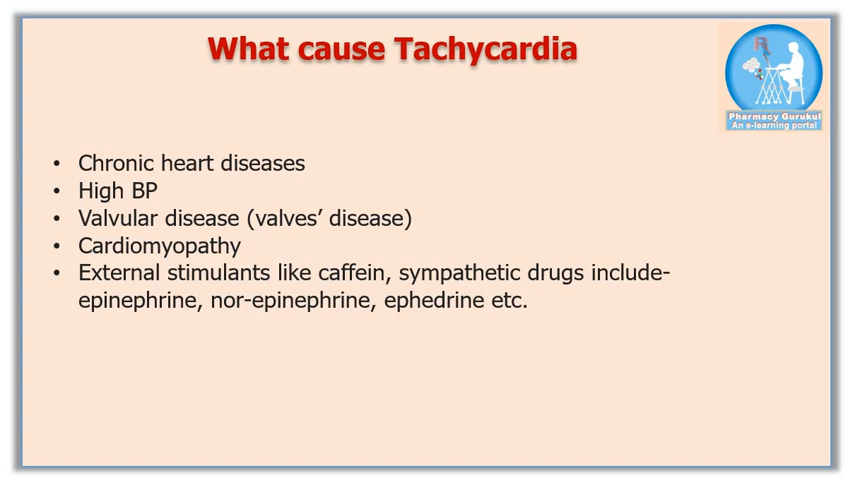 What cause Tachycardia
Pharmacy Gurukul
An e-learning portal
• Chronic heart diseases
• High BP
• Valvular disease (valves’ disease)
• Cardiomyopathy
• External stimulants like caffein, sympathetic drugs include-
epinephrine, nor-epinephrine, ephedrine etc.